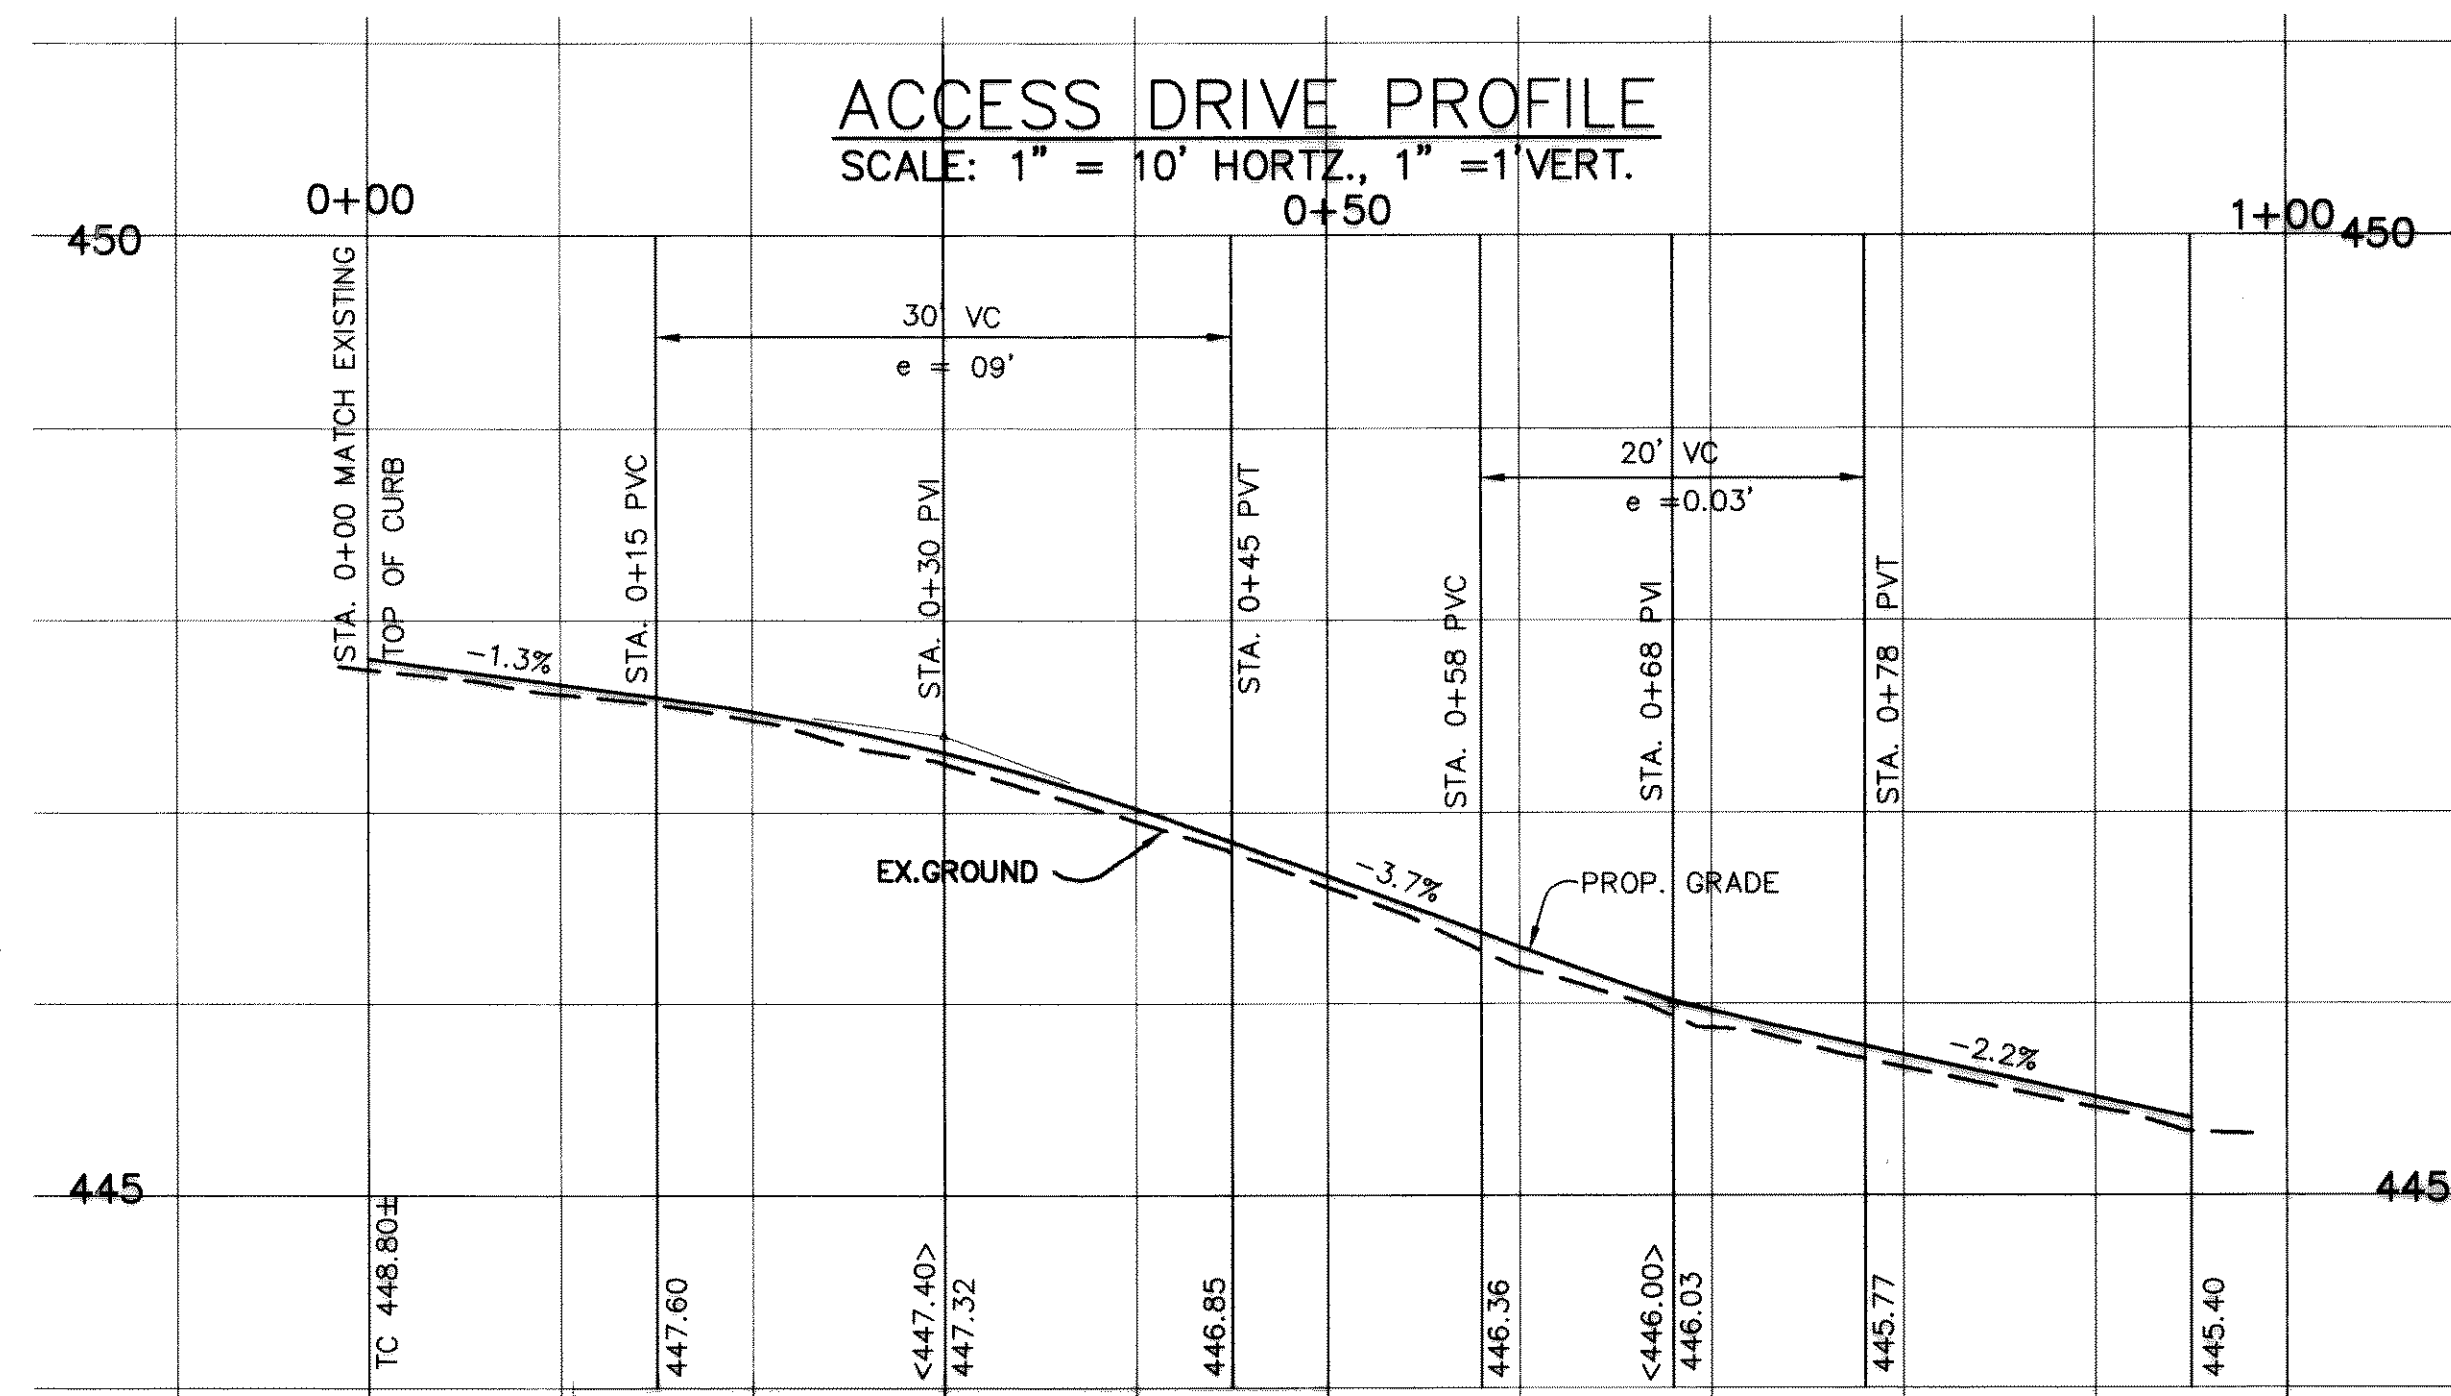 ACCESS DRIVE PROFILE
SCALE: 1" = 10' HORTZ., 1" =1'VERT.
0+00
0+50
1+00
450
450
STA. 0+00 MATCH EXISTING
TOP OF CURB
STA. 0+15 PVC
30' VC
e = 09'
STA. 0+30 PVI
STA. 0+45 PVT
20' VC
e =0.03'
STA. 0+58 PVC
STA. 0+68 PVI
STA. 0+78 PVT
-1.3%
EX.GROUND
-3.7%
PROP. GRADE
-2.2%
445
445
TC 448.80±
447.60
<447.40>
447.32
446.85
446.36
<446.00>
446.03
445.77
445.40